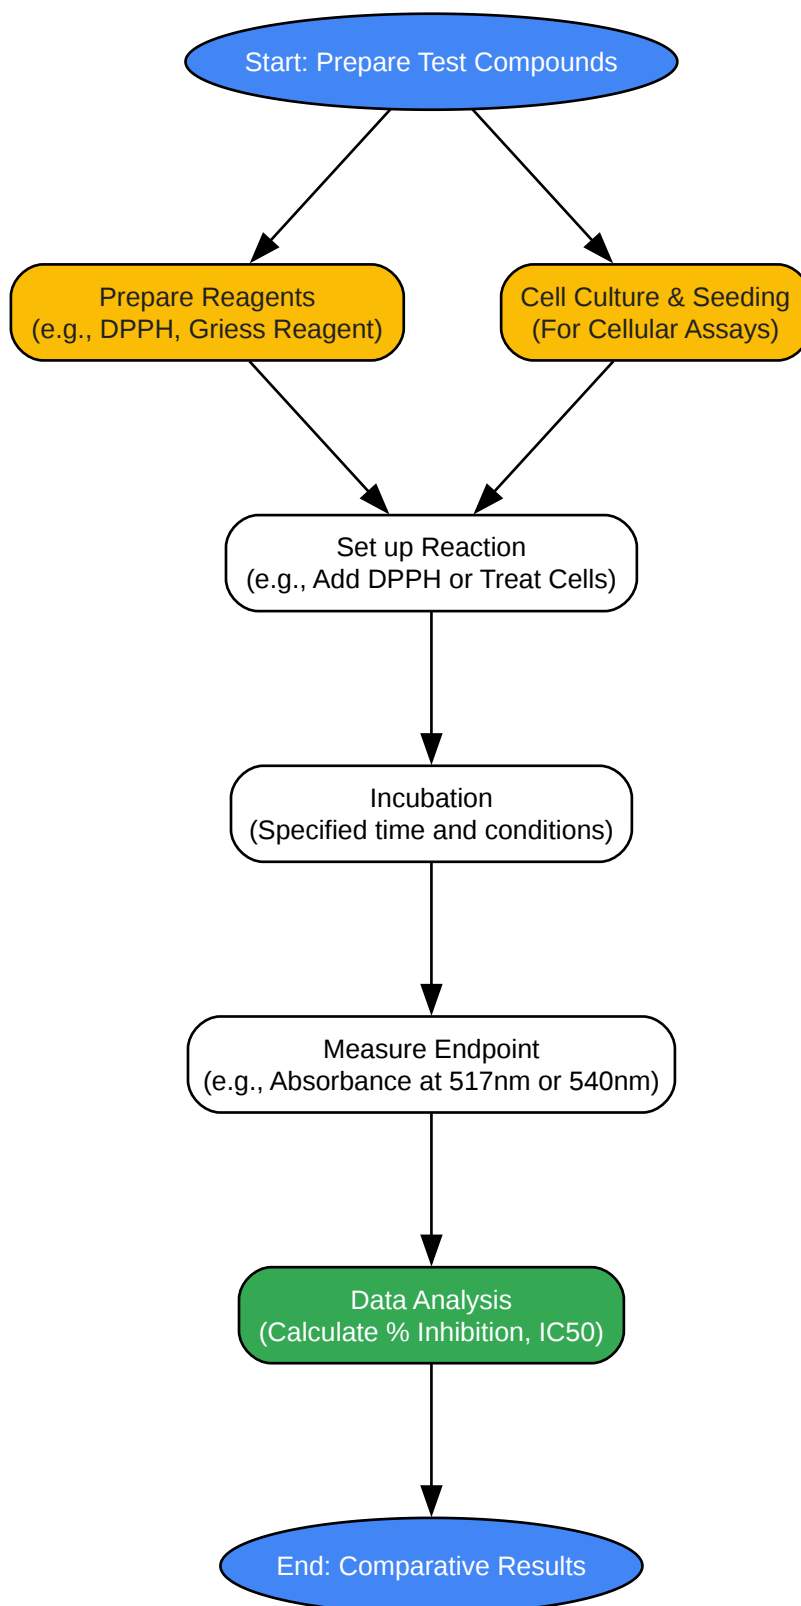 Start: Prepare Test Compounds
Prepare Reagents
(e.g., DPPH, Griess Reagent)
Cell Culture & Seeding
(For Cellular Assays)
Set up Reaction
(e.g., Add DPPH or Treat Cells)
Incubation
(Specified time and conditions)
Measure Endpoint
(e.g., Absorbance at 517nm or 540nm)
Data Analysis
(Calculate % Inhibition, IC50)
End: Comparative Results